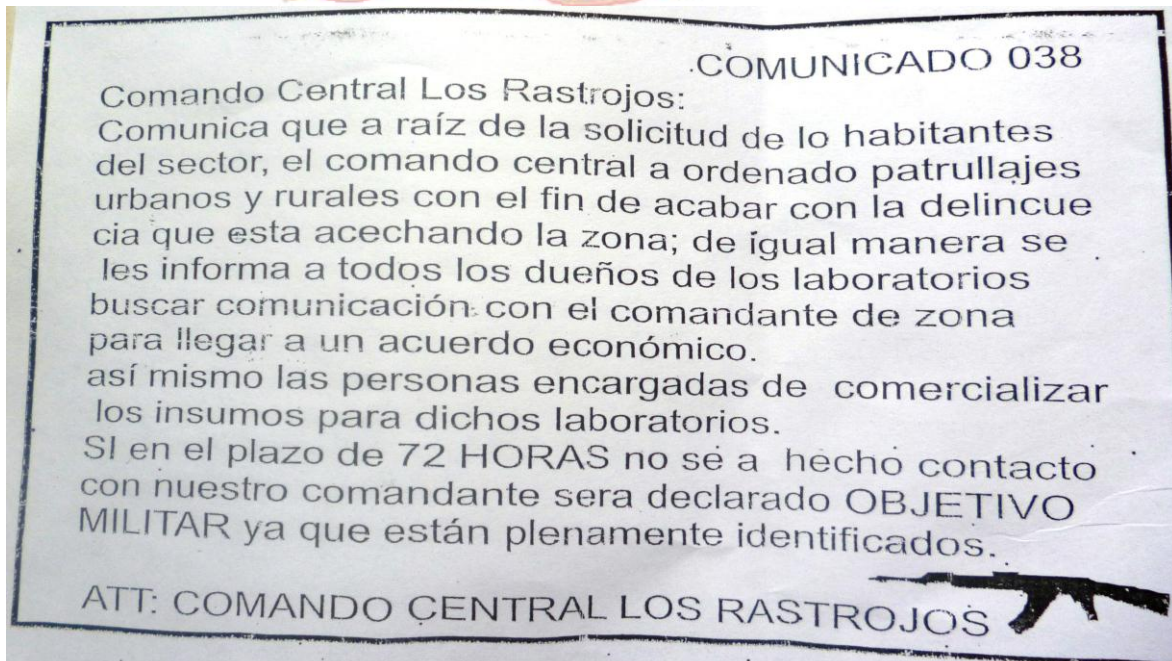 .COMUNICADO 038
Comando Central Los Rastrojos:
Comunica que a raíz de la solicitud de lo habitantes
del sector, el comando central a ordenado patrullajes
urbanos y rurales con el fin de acabar con la delincue
cia que esta acechando la zona; de igual manera se
les informa a todos los dueños de los laboratorios
buscar comunicación con el comandante de zona
para llegar a un acuerdo económico.
así mismo las personas encargadas de comercializar
los insumos para dichos laboratorios.
SI en el plazo de 72 HORAS no se a hecho contacto
con nuestro comandante sera declarado OBJETIVO
MILITAR ya que están plenamente identificados.
ATT: COMANDO CENTRAL LOS RASTROJOS